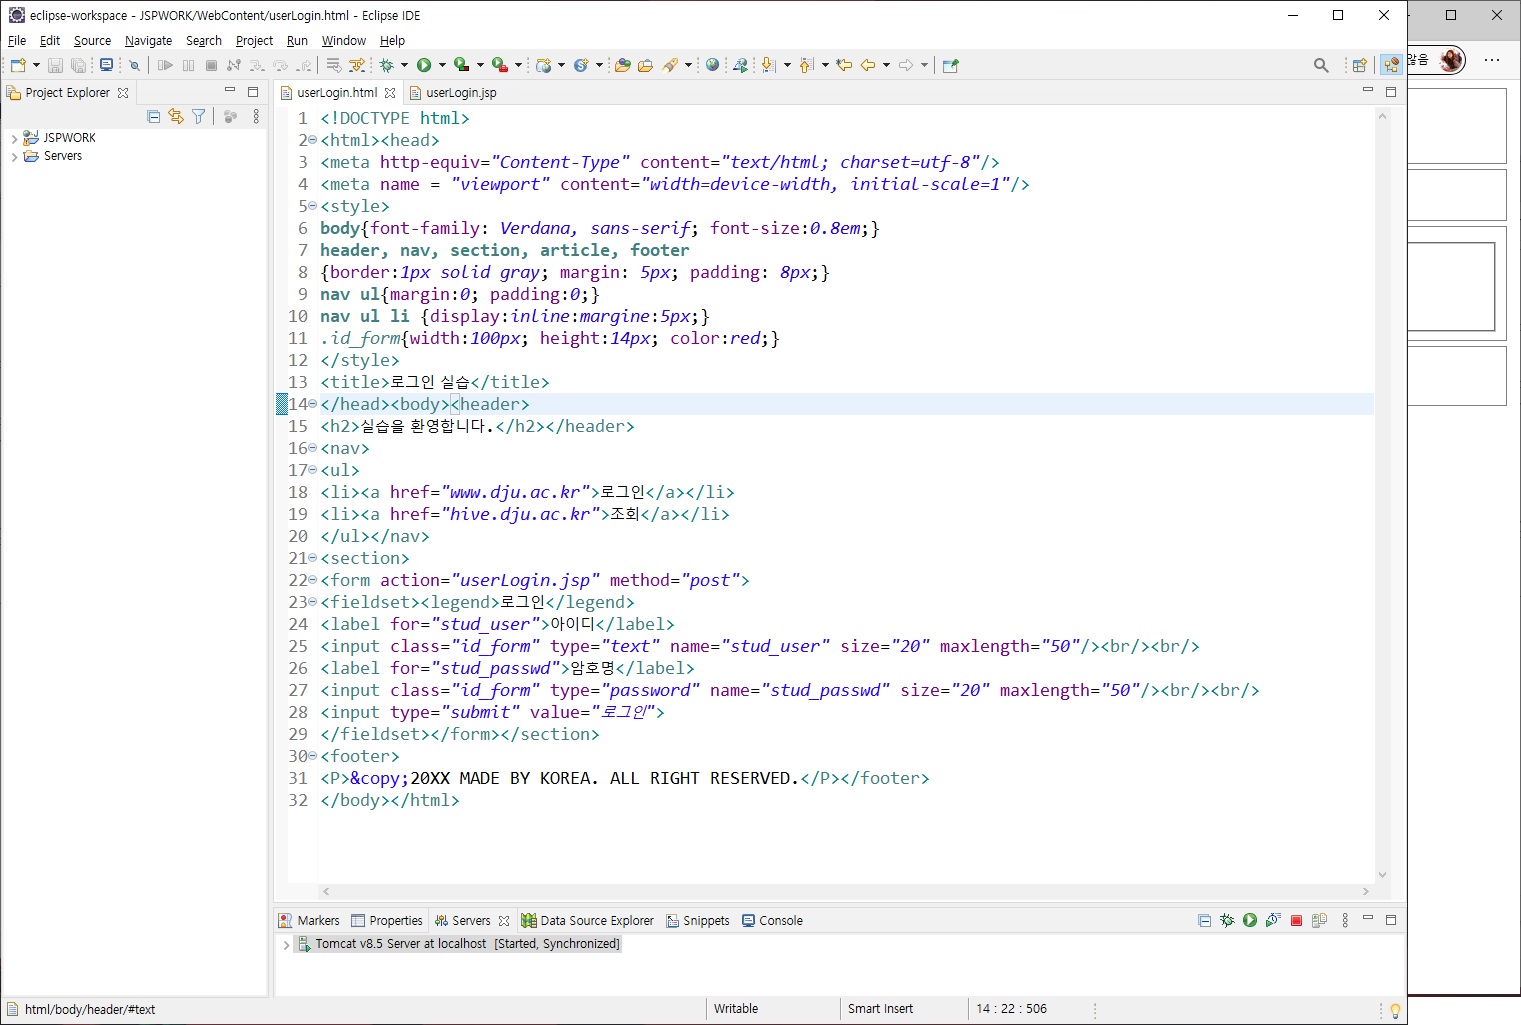 eclipse-workspace - JSPWORK/WebContent/userLogin.html - Eclipse IDE
File Edit Source Navigate Search Project Run Window Help
않음
Project Explorer
userLogin.html
userLogin.jsp
JSPWORK
Servers
1 <!DOCTYPE html>
2 <html><head>
3 <meta http-equiv="Content-Type" content="text/html; charset=utf-8"/>
4 <meta name = "viewport" content="width=device-width, initial-scale=1"/>
5 <style>
6 body{font-family: Verdana, sans-serif; font-size:0.8em;}
7 header, nav, section, article, footer
8 {border:1px solid gray; margin: 5px; padding: 8px;}
9 nav ul{margin:0; padding:0;}
10 nav ul li {display:inline:margine:5px;}
11 .id_form{width:100px; height:14px; color:red;}
12 </style>
13 <title>로그인 실습</title>
14 </head><body><header>
15 <h2>실습을 환영합니다.</h2></header>
16 <nav>
17 <ul>
18 <li><a href="www.dju.ac.kr">로그인</a></li>
19 <li><a href="hive.dju.ac.kr">조회</a></li>
20 </ul></nav>
21 <section>
22 <form action="userLogin.jsp" method="post">
23 <fieldset><legend>로그인</legend>
24 <label for="stud_user">아이디</label>
25 <input class="id_form" type="text" name="stud_user" size="20" maxlength="50"/><br/><br/>
26 <label for="stud_passwd">암호명</label>
27 <input class="id_form" type="password" name="stud_passwd" size="20" maxlength="50"/><br/><br/>
28 <input type="submit" value="로그인">
29 </fieldset></form></section>
30 <footer>
31 <P>&copy;20XX MADE BY KOREA. ALL RIGHT RESERVED.</P></footer>
32 </body></html>
Markers Properties Servers Data Source Explorer Snippets Console
Tomcat v8.5 Server at localhost [Started, Synchronized]
html/body/header/#text Writable Smart Insert 14 : 22 : 506